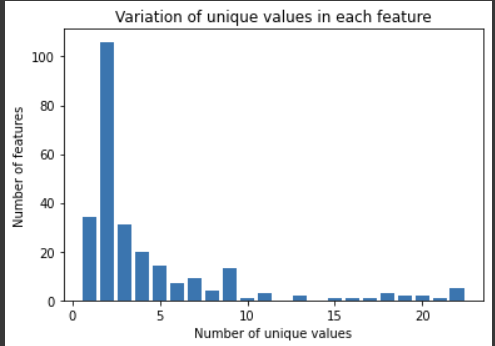 Variation of unique values in each feature
Number of features
100
80
60
40
20
0
0 5 10 15 20
Number of unique values